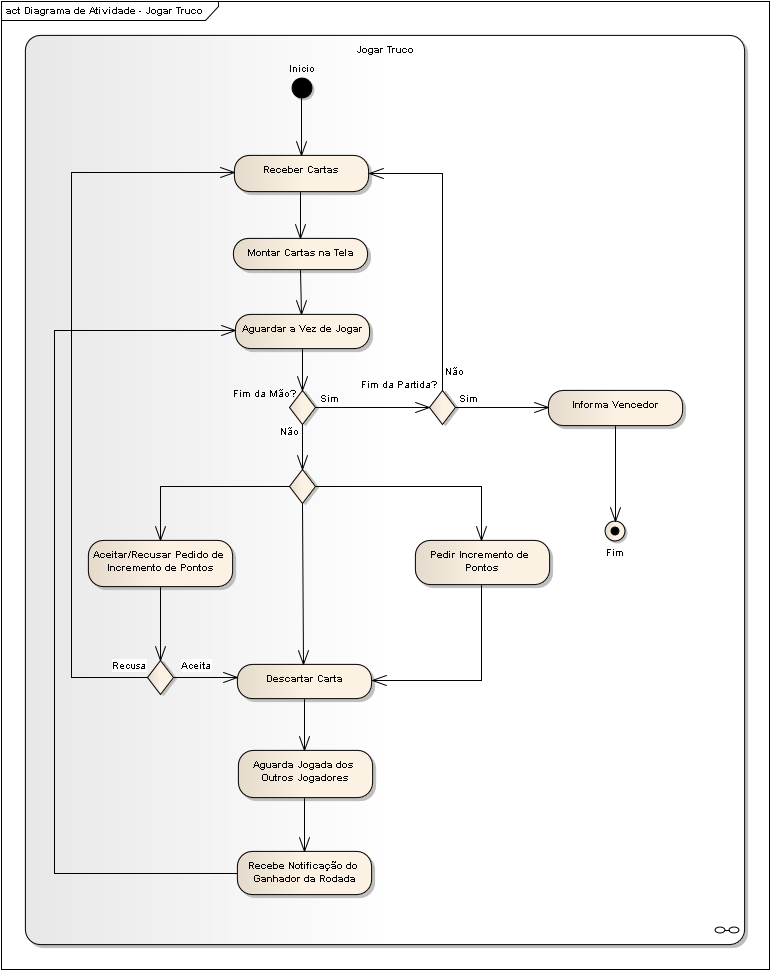 act Diagrama de Atividade - Jogar Truco
Jogar Truco
Inicio
Receber Cartas
Montar Cartas na Tela
Aguardar a Vez de Jogar
Fim da Mão?
Sim
Não
Fim da Partida?
Não
Sim
Informa Vencedor
Fim
Aceitar/Recusar Pedido de
Incremento de Pontos
Pedir Incremento de
Pontos
Recusa
Aceita
Descartar Carta
Aguarda Jogada dos
Outros Jogadores
Recebe Notificação do
Ganhador da Rodada